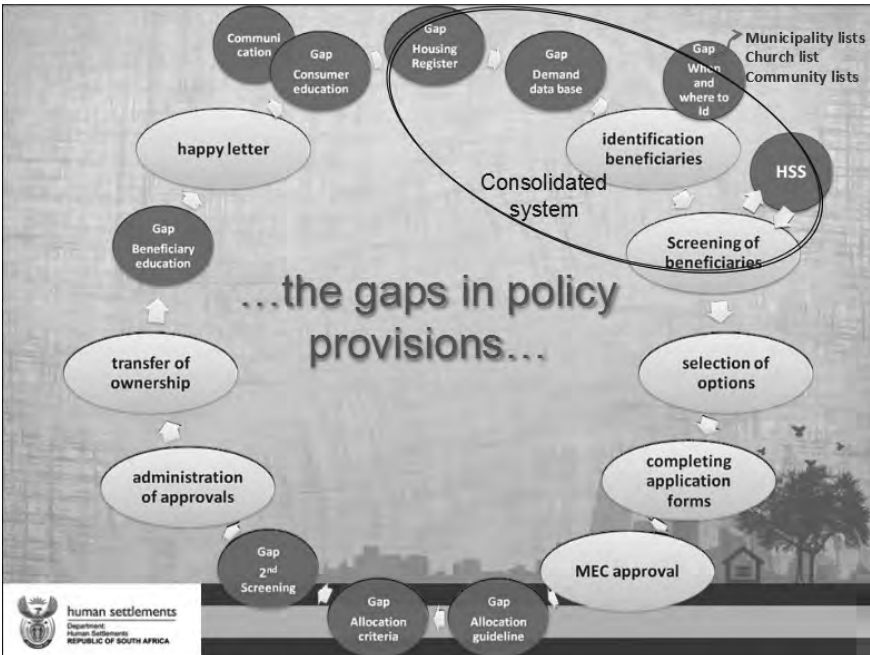 Communi
cation
Gap
Consumer
education
Gap
Housing
Register
Gap
Demand
data base
Gap
When
and
where to
Id
Municipality lists
Church list
Community lists
identification
beneficiaries
HSS
Consolidated
system
Screening of
beneficiaries
selection of
options
completing
application
forms
MEC approval
Gap
Allocation
guideline
Gap
Allocation
criteria
Gap
2nd
Screening
administration
of approvals
transfer of
ownership
Gap
Beneficiary
education
happy letter
...the gaps in policy
provisions...
human settlements
Department:
Human Settlements
REPUBLIC OF SOUTH AFRICA